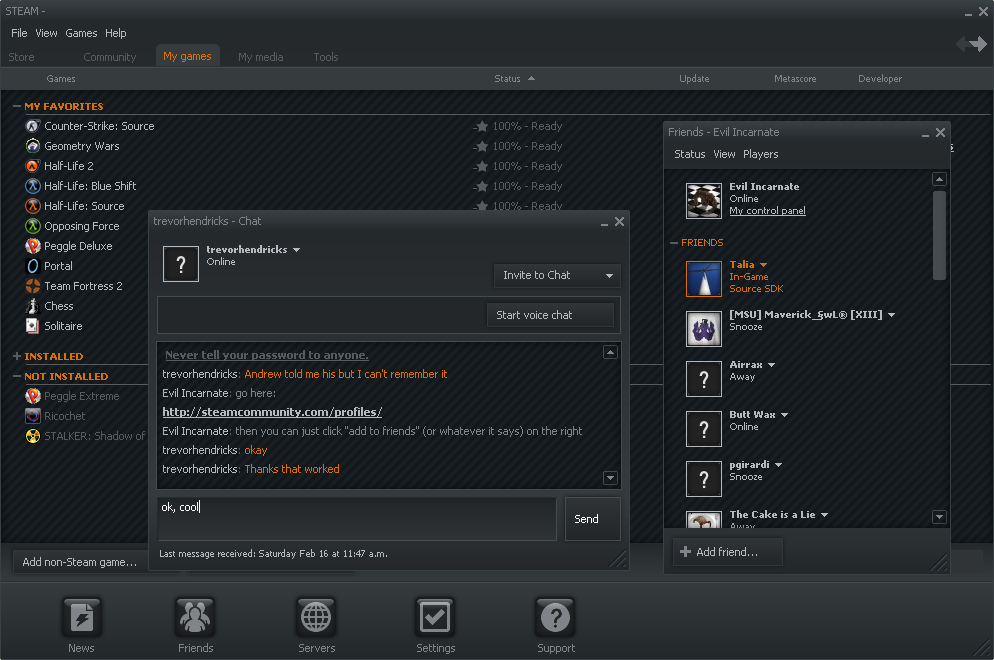 STEAM -
File View Games Help
Store Community My games My media Tools
Games Status Update Metascore Developer
MY FAVORITES
Counter-Strike: Source 100% - Ready
Geometry Wars 100% - Ready
Half-Life 2 100% - Ready
Half-Life: Blue Shift 100% - Ready
Half-Life: Source 100% - Ready
Opposing Force
Peggle Deluxe
Portal
Team Fortress 2
Chess
Solitaire
INSTALLED
NOT INSTALLED
Peggle Extreme
Ricochet
STALKER: Shadow of
Add non-Steam game...
trevorhendricks - Chat
trevorhendricks
Online
Invite to Chat
Start voice chat
Never tell your password to anyone.
trevorhendricks: Andrew told me his but I can't remember it
Evil Incarnate: go here:
http://steamcommunity.com/profiles/
Evil Incarnate: then you can just click "add to friends" (or whatever it says) on the right
trevorhendricks: okay
trevorhendricks: Thanks that worked
ok, cool
Send
Last message received: Saturday Feb 16 at 11:47 a.m.
Friends - Evil Incarnate
Status View Players
Evil Incarnate
Online
My control panel
FRIENDS
Talia
In-Game
Source SDK
[MSU] Maverick_§wL® [XIII]
Snooze
Airrax
Away
Butt Wax
Online
pgirardi
Snooze
The Cake is a Lie
Away
Add friend...
News Friends Servers Settings Support